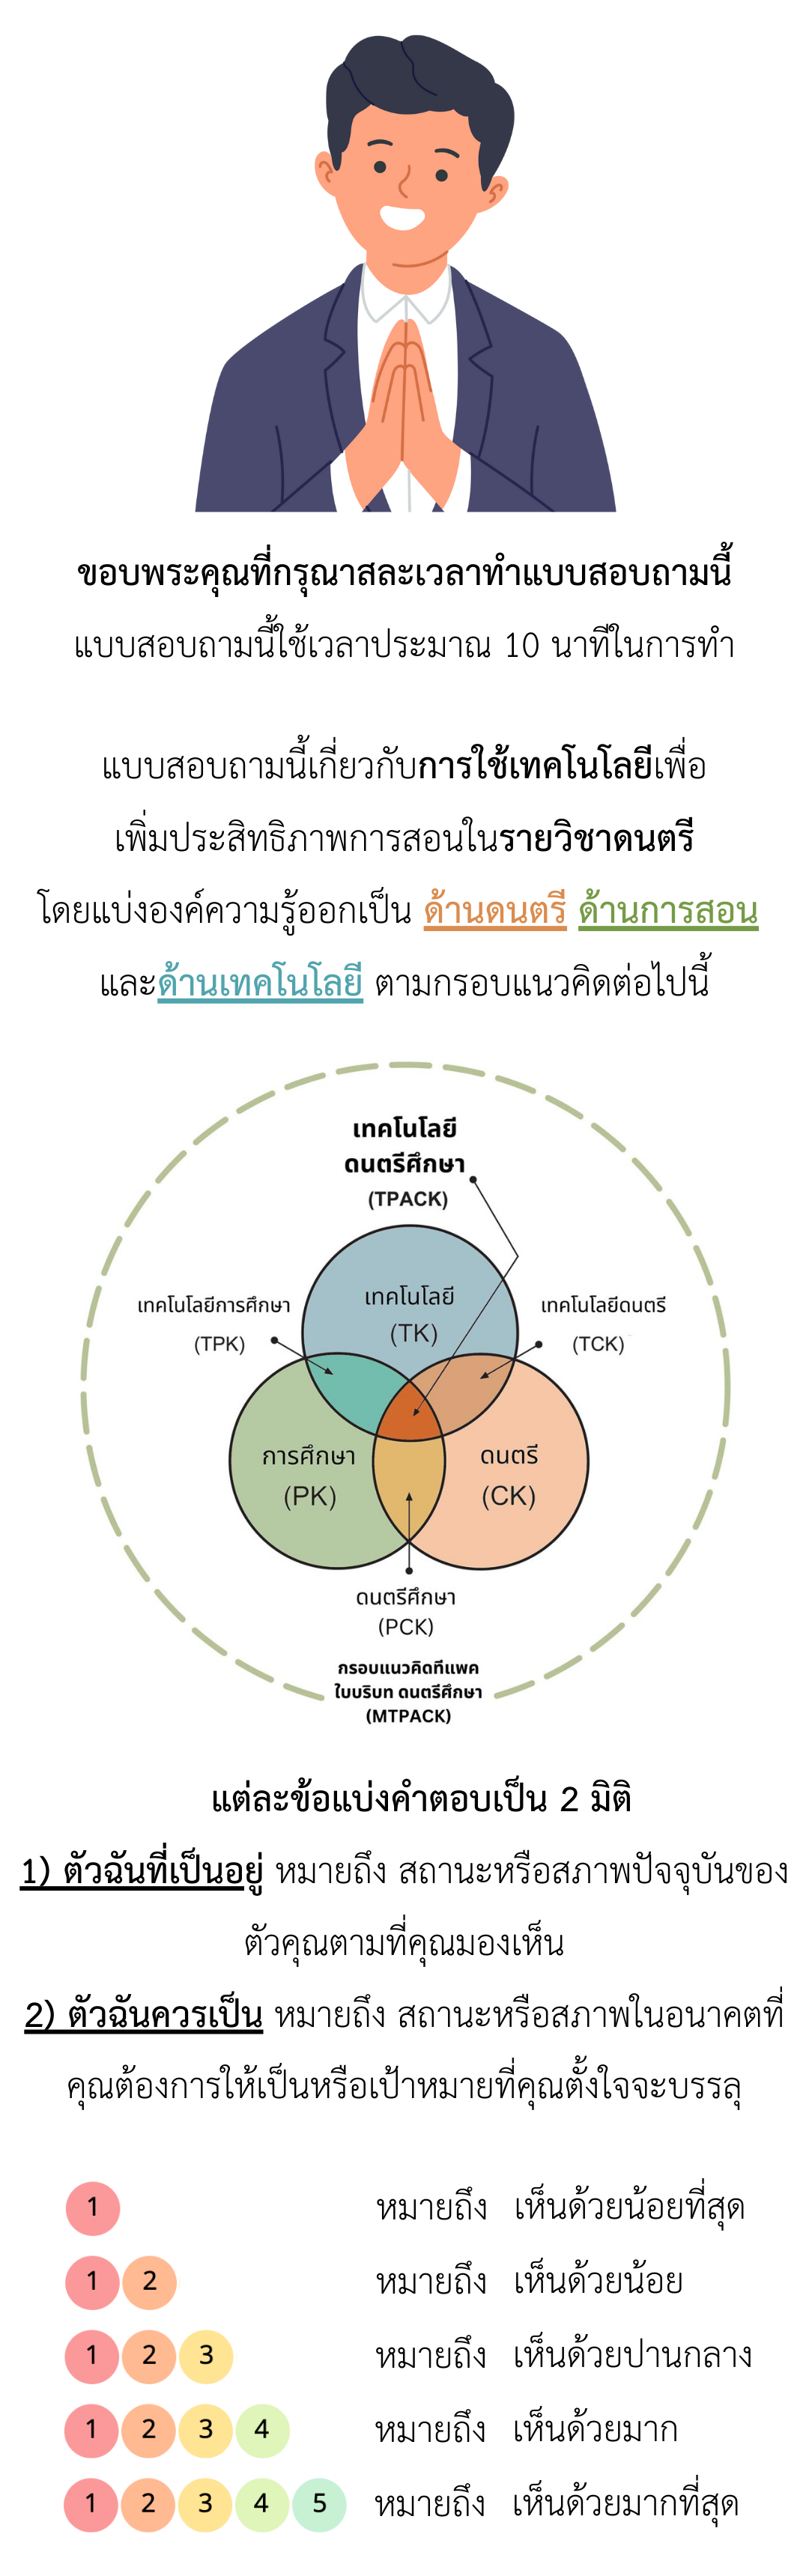 ขอบพระคุณที่กรุณาสละเวลาทำแบบสอบถามนี้
แบบสอบถามนี้ใช้เวลาประมาณ 10 นาทีในการทำ
แบบสอบถามนี้เกี่ยวกับการใช้เทคโนโลยีเพื่อ
เพิ่มประสิทธิภาพการสอนในรายวิชาดนตรี
โดยแบ่งองค์ความรู้ออกเป็น ด้านดนตรี ด้านการสอน
และด้านเทคโนโลยี ตามกรอบแนวคิดต่อไปนี้
เทคโนโลยี
ดนตรีศึกษา
(TPACK)
เทคโนโลยีการศึกษา
(TPK)
เทคโนโลยี
(TK)
เทคโนโลยีดนตรี
(TCK)
การศึกษา
(PK)
ดนตรี
(CK)
ดนตรีศึกษา
(PCK)
กรอบแนวคิดทีแพค
ใบบริบท ดนตรีศึกษา
(MTPACK)
แต่ละข้อแบ่งคำตอบเป็น 2 มิติ
1) ตัวฉันที่เป็นอยู่ หมายถึง สถานะหรือสภาพปัจจุบันของ
ตัวคุณตามที่คุณมองเห็น
2) ตัวฉันควรเป็น หมายถึง สถานะหรือสภาพในอนาคตที่
คุณต้องการให้เป็นหรือเป้าหมายที่คุณตั้งใจจะบรรลุ
1 หมายถึง เห็นด้วยน้อยที่สุด
1 2 หมายถึง เห็นด้วยน้อย
1 2 3 หมายถึง เห็นด้วยปานกลาง
1 2 3 4 หมายถึง เห็นด้วยมาก
1 2 3 4 5 หมายถึง เห็นด้วยมากที่สุด